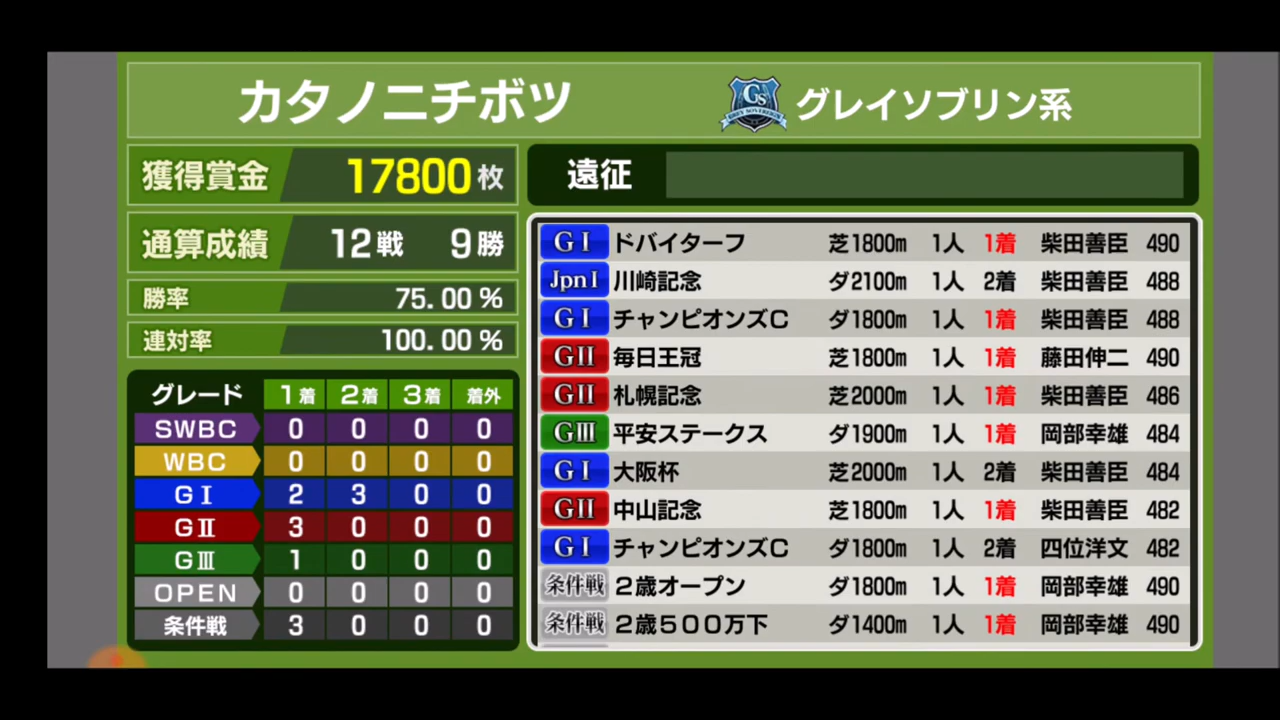 カタノニチボツ GS グレイソブリン系
獲得賞金 17800枚
遠征
通算成績 12戦 9勝
勝率 75.00%
連対率 100.00%
グレード 1着 2着 3着 着外
SWBC 0 0 0 0
WBC 0 0 0 0
GⅠ 2 3 0 0
GⅡ 3 0 0 0
GⅢ 1 0 0 0
OPEN 0 0 0 0
条件戦 3 0 0 0
GⅠ ドバイターフ 芝1800m 1人 1着 柴田善臣 490
JpnⅠ 川崎記念 ダ2100m 1人 2着 柴田善臣 488
GⅠ チャンピオンズC ダ1800m 1人 1着 柴田善臣 488
GⅡ 毎日王冠 芝1800m 1人 1着 藤田伸二 490
GⅡ 札幌記念 芝2000m 1人 1着 柴田善臣 486
GⅢ 平安ステークス ダ1900m 1人 1着 岡部幸雄 484
GⅠ 大阪杯 芝2000m 1人 2着 柴田善臣 484
GⅡ 中山記念 芝1800m 1人 1着 柴田善臣 482
GⅠ チャンピオンズC ダ1800m 1人 2着 四位洋文 482
条件戦 2歳オープン ダ1800m 1人 1着 岡部幸雄 490
条件戦 2歳500万下 ダ1400m 1人 1着 岡部幸雄 490